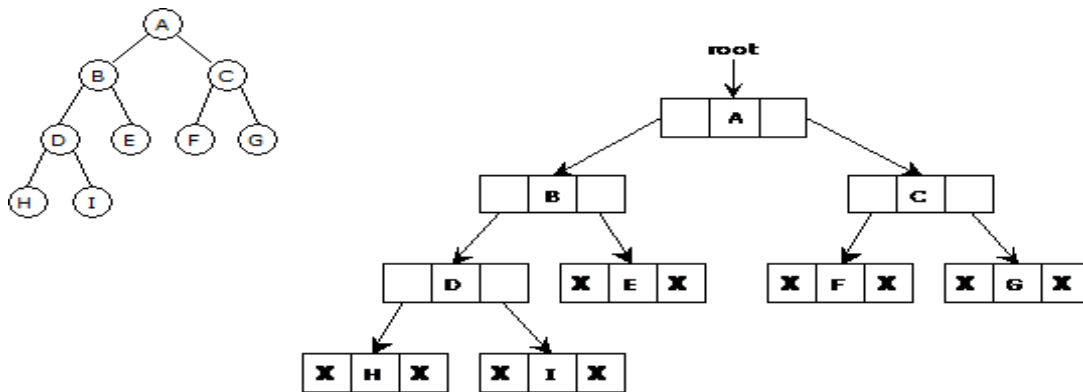 A
B C
D E F G
H I
root
A
B C
D X E X X F X X G X
X H X X I X